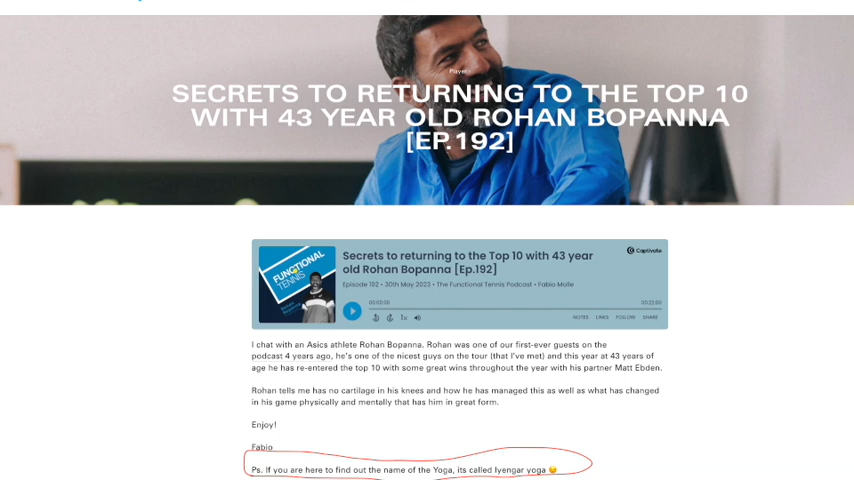 Player
SECRETS TO RETURNING TO THE TOP 10
WITH 43 YEAR OLD ROHAN BOPANNA
[EP.192]
Captivate
FUNCTIONAL
TENNIS
Rohan
Bopanna
Secrets to returning to the Top 10 with 43 year
old Rohan Bopanna [Ep.192]
Episode 192 • 30th May 2023 • The Functional Tennis Podcast • Fabio Molle
00:00:00 00:22:00
1x NOTES LINKS FOLLOW SHARE
I chat with an Asics athlete Rohan Bopanna. Rohan was one of our first-ever guests on the
podcast 4 years ago, he's one of the nicest guys on the tour (that I've met) and this year at 43 years of
age he has re-entered the top 10 with some great wins throughout the year with his partner Matt Ebden.
Rohan tells me has no cartilage in his knees and how he has managed this as well as what has changed
in his game physically and mentally that has him in great form.
Enjoy!
Fabio
Ps. If you are here to find out the name of the Yoga, its called Iyengar yoga 😏